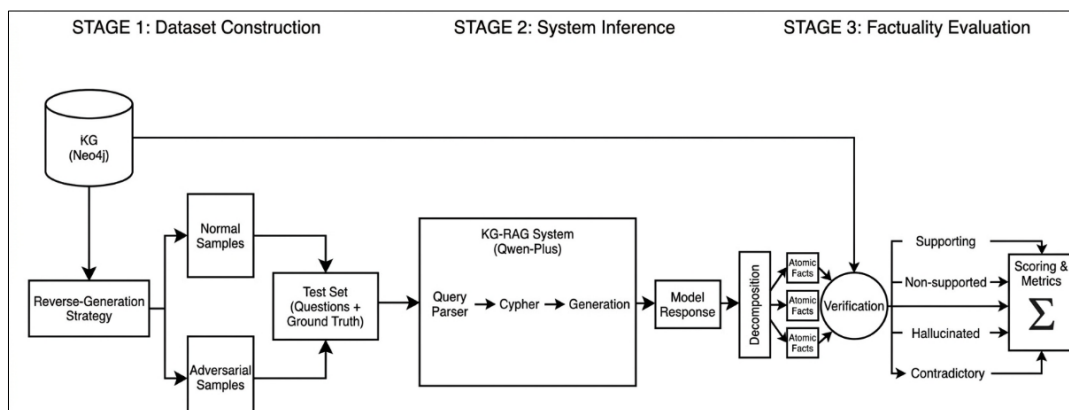 STAGE 1: Dataset Construction
STAGE 2: System Inference
STAGE 3: Factuality Evaluation
KG
(Neo4j)
Reverse-Generation
Strategy
Normal
Samples
Adversarial
Samples
Test Set
(Questions +
Ground Truth)
KG-RAG System
(Qwen-Plus)
Query
Parser
Cypher
Generation
Model
Response
Decomposition
Atomic
Facts
Atomic
Facts
Atomic
Facts
Verification
Supporting
Non-supported
Hallucinated
Contradictory
Scoring &
Metrics
Σ